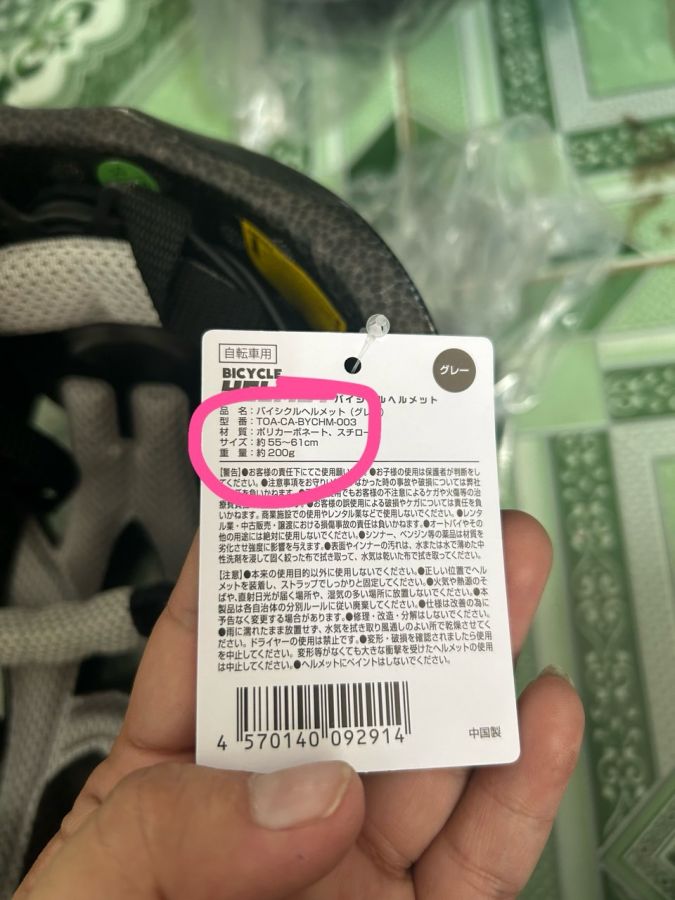 自転車用
BICYCLE
グレー
バイシクルヘルメット
品 名：バイシクルヘルメット（グレ
型 番：TOA-CA-BYCHM-003
材 質：ポリカーボネート、スチロー
サイズ：約 55〜61cm
重 量：約 200g
【警告】●お客様の責任下にてご使用願い ●お子様の使用は保護者が判断をし
てください。●注意事項をお守りい なかった時の事故や破損については弊社
を負いかねます。 使用でもお客様の不注意によるケガや火傷等の治
療費 ●お客様の誤使用による破損やケガについては責任を負
いかねます。商業施設での使用やレンタル業などで使用しないでください。●レンタ
ル業・中古販売・譲渡における損傷事故の責任は負いかねます。●オートバイやその
他の用途には絶対に使用しないでください。●シンナー、ベンジン等の薬品は材質を
劣化させ強度に影響を与えます。●表面やインナーの汚れは、水または水で薄めた中
性洗剤を浸して固く絞った布で拭き取って、水気は乾いた布で拭き取ってください。
【注意】●本来の使用目的以外に使用しないでください。●正しい位置でヘル
メットを装着し、ストラップでしっかりと固定してください。●火気や熱源のそ
ばや、直射日光が届く場所や、湿気の多い場所に放置しないでください。●本
製品は各自治体の分別ルールに従い廃棄してください。●仕様は改善の為に
予告なく変更する場合があります。●修理・改造・分解はしないでください。
●雨に濡れたまま放置せず、水気を拭き取り風通しのよい所で乾燥させてく
ださい。ドライヤーの使用は禁止です。●変形・破損を確認されましたら使用
を中止してください。変形等がなくても大きな衝撃を受けたヘルメットの使用
は中止してください。●ヘルメットにペイントはしないでください。
4 570140 092914
中国製